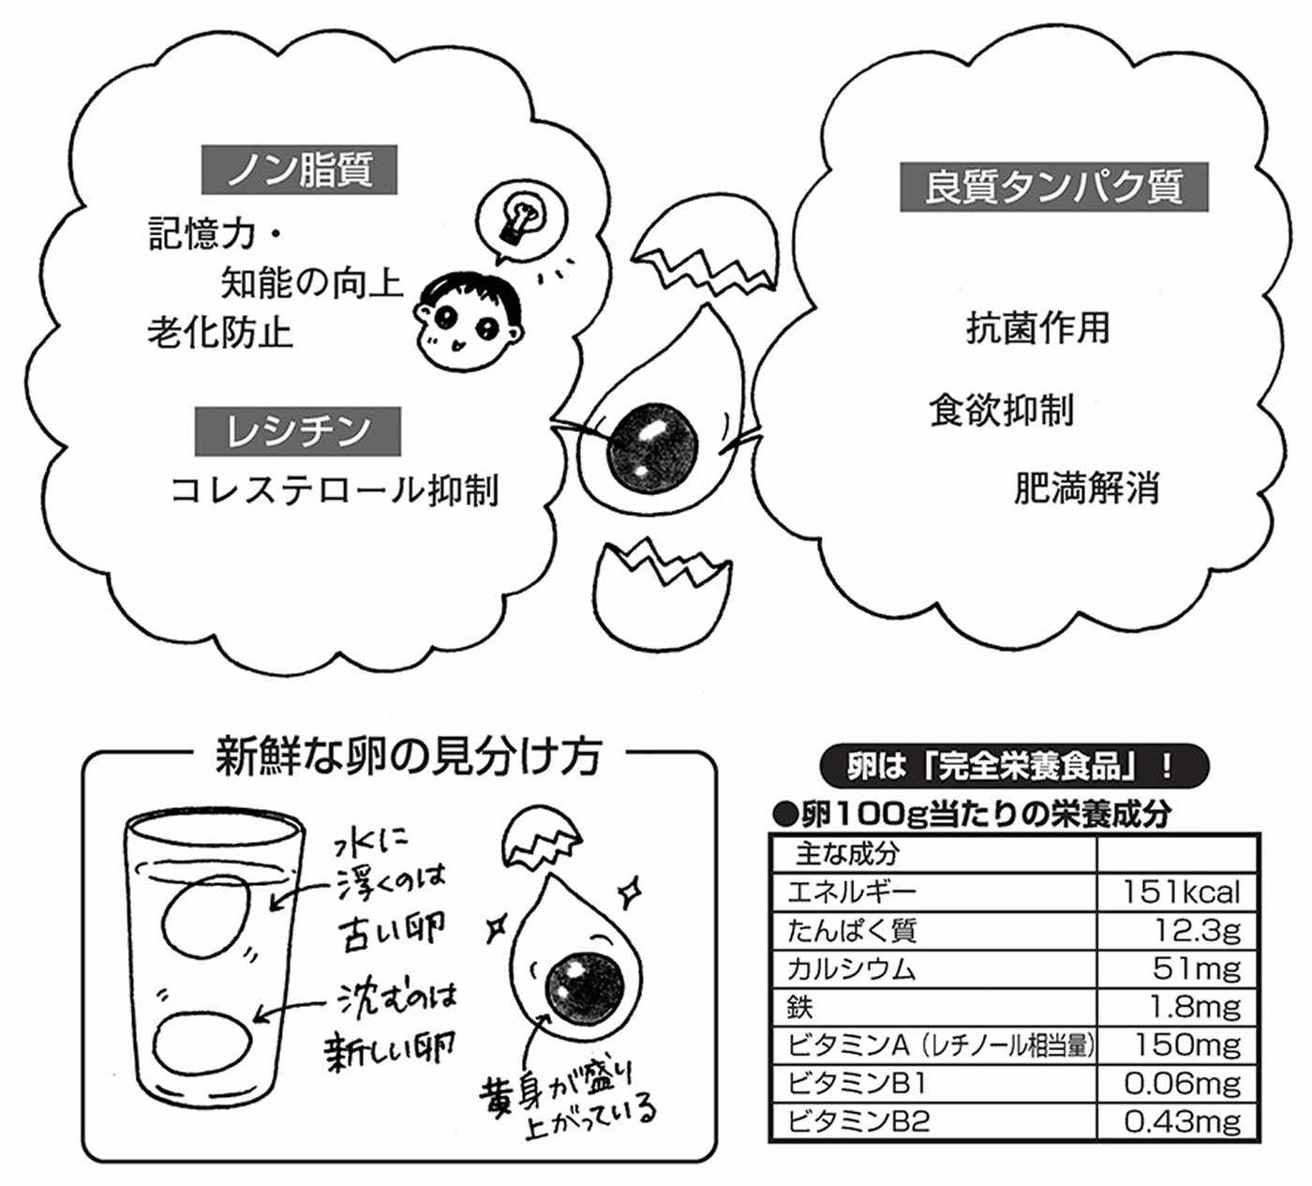 ノン脂質
記憶力・
知能の向上
老化防止
レシチン
コレステロール抑制
良質タンパク質
抗菌作用
食欲抑制
肥満解消
新鮮な卵の見分け方
水に
浮くのは
古い卵
沈むのは
新しい卵
黄身が盛り
上がっている
卵は「完全栄養食品」！
●卵100g当たりの栄養成分
主な成分
エネルギー 151kcal
たんぱく質 12.3g
カルシウム 51mg
鉄 1.8mg
ビタミンA（レチノール相当量） 150mg
ビタミンB1 0.06mg
ビタミンB2 0.43mg